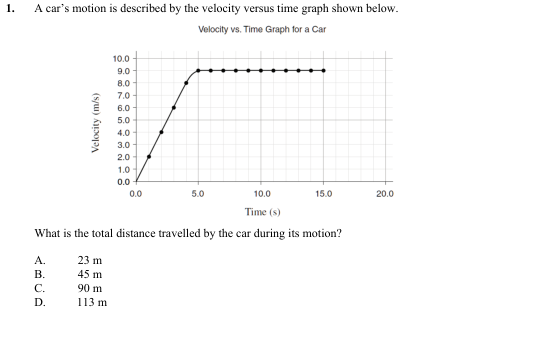 1. A car's motion is described by the velocity versus time graph shown below.
Velocity vs. Time Graph for a Car
10.0
9.0
8.0
7.0
6.0
5.0
4.0
3.0
2.0
1.0
0.0
Velocity (m/s)
0.0 5.0 10.0 15.0 20.0
Time (s)
What is the total distance travelled by the car during its motion?
A. 23 m
B. 45 m
C. 90 m
D. 113 m